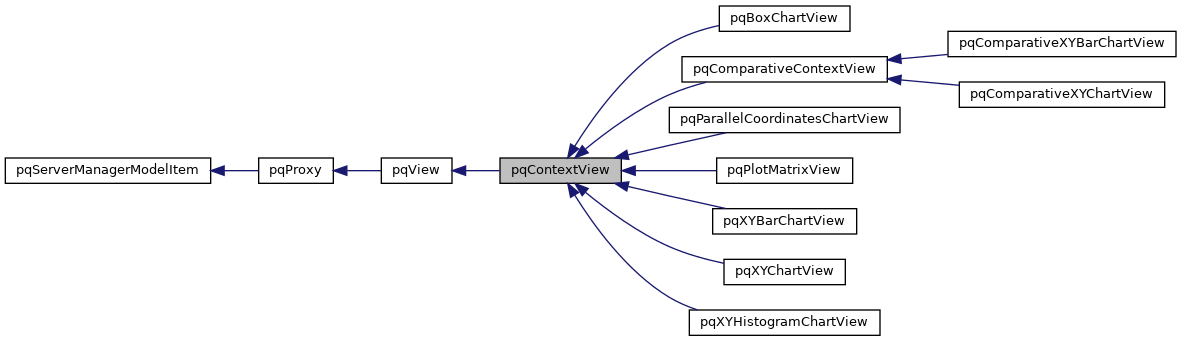 pqBoxChartView
pqComparativeXYBarChartView
pqComparativeContextView
pqComparativeXYChartView
pqParallelCoordinatesChartView
pqServerManagerModelItem
pqProxy
pqView
pqContextView
pqPlotMatrixView
pqXYBarChartView
pqXYChartView
pqXYHistogramChartView